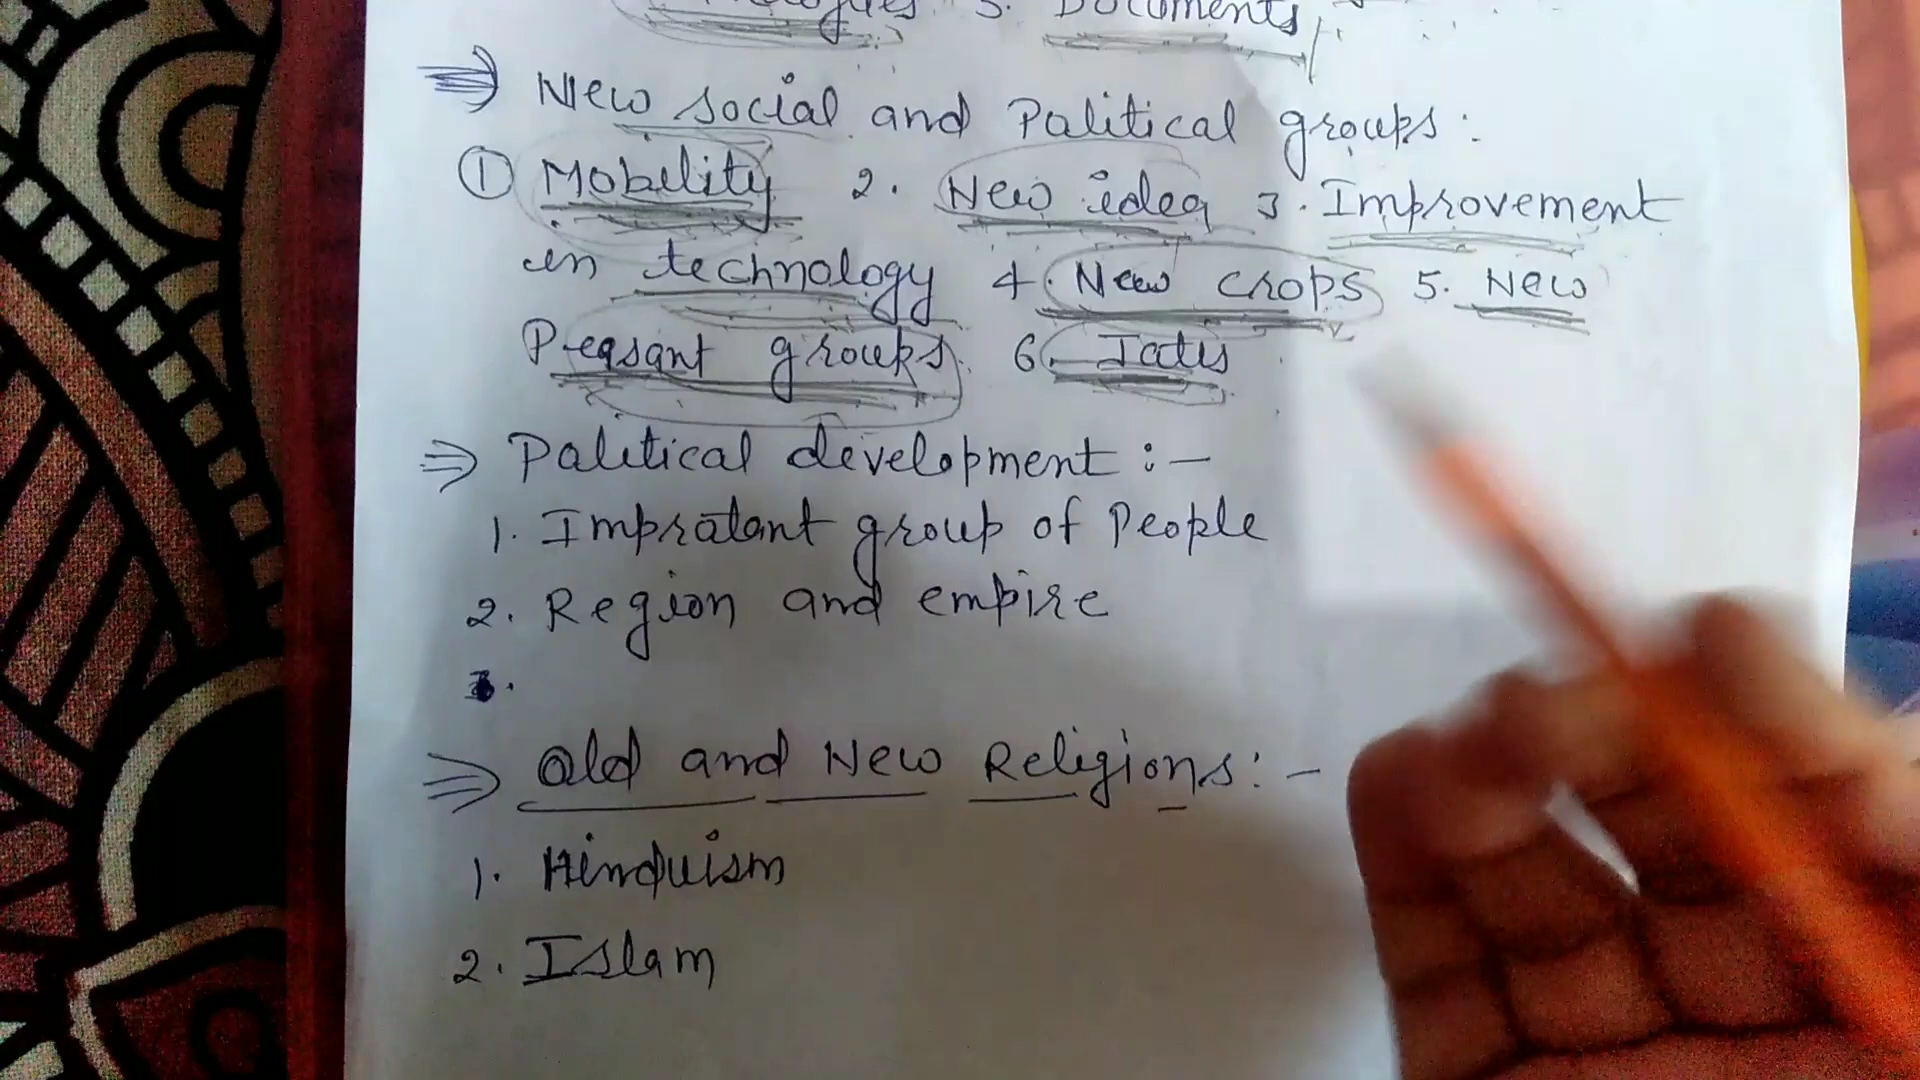 3. Documents
⇒ New social and Palitical groups :
① Mobility 2. New idea 3. Improvement
in technology 4. New crops 5. New
Peasant groups. 6. Jatis
⇒ Palitical development :-
1. Impratant group of People
2. Region and empire
3.
⇒ Old and New Religions :-
1. Hinduism
2. Islam